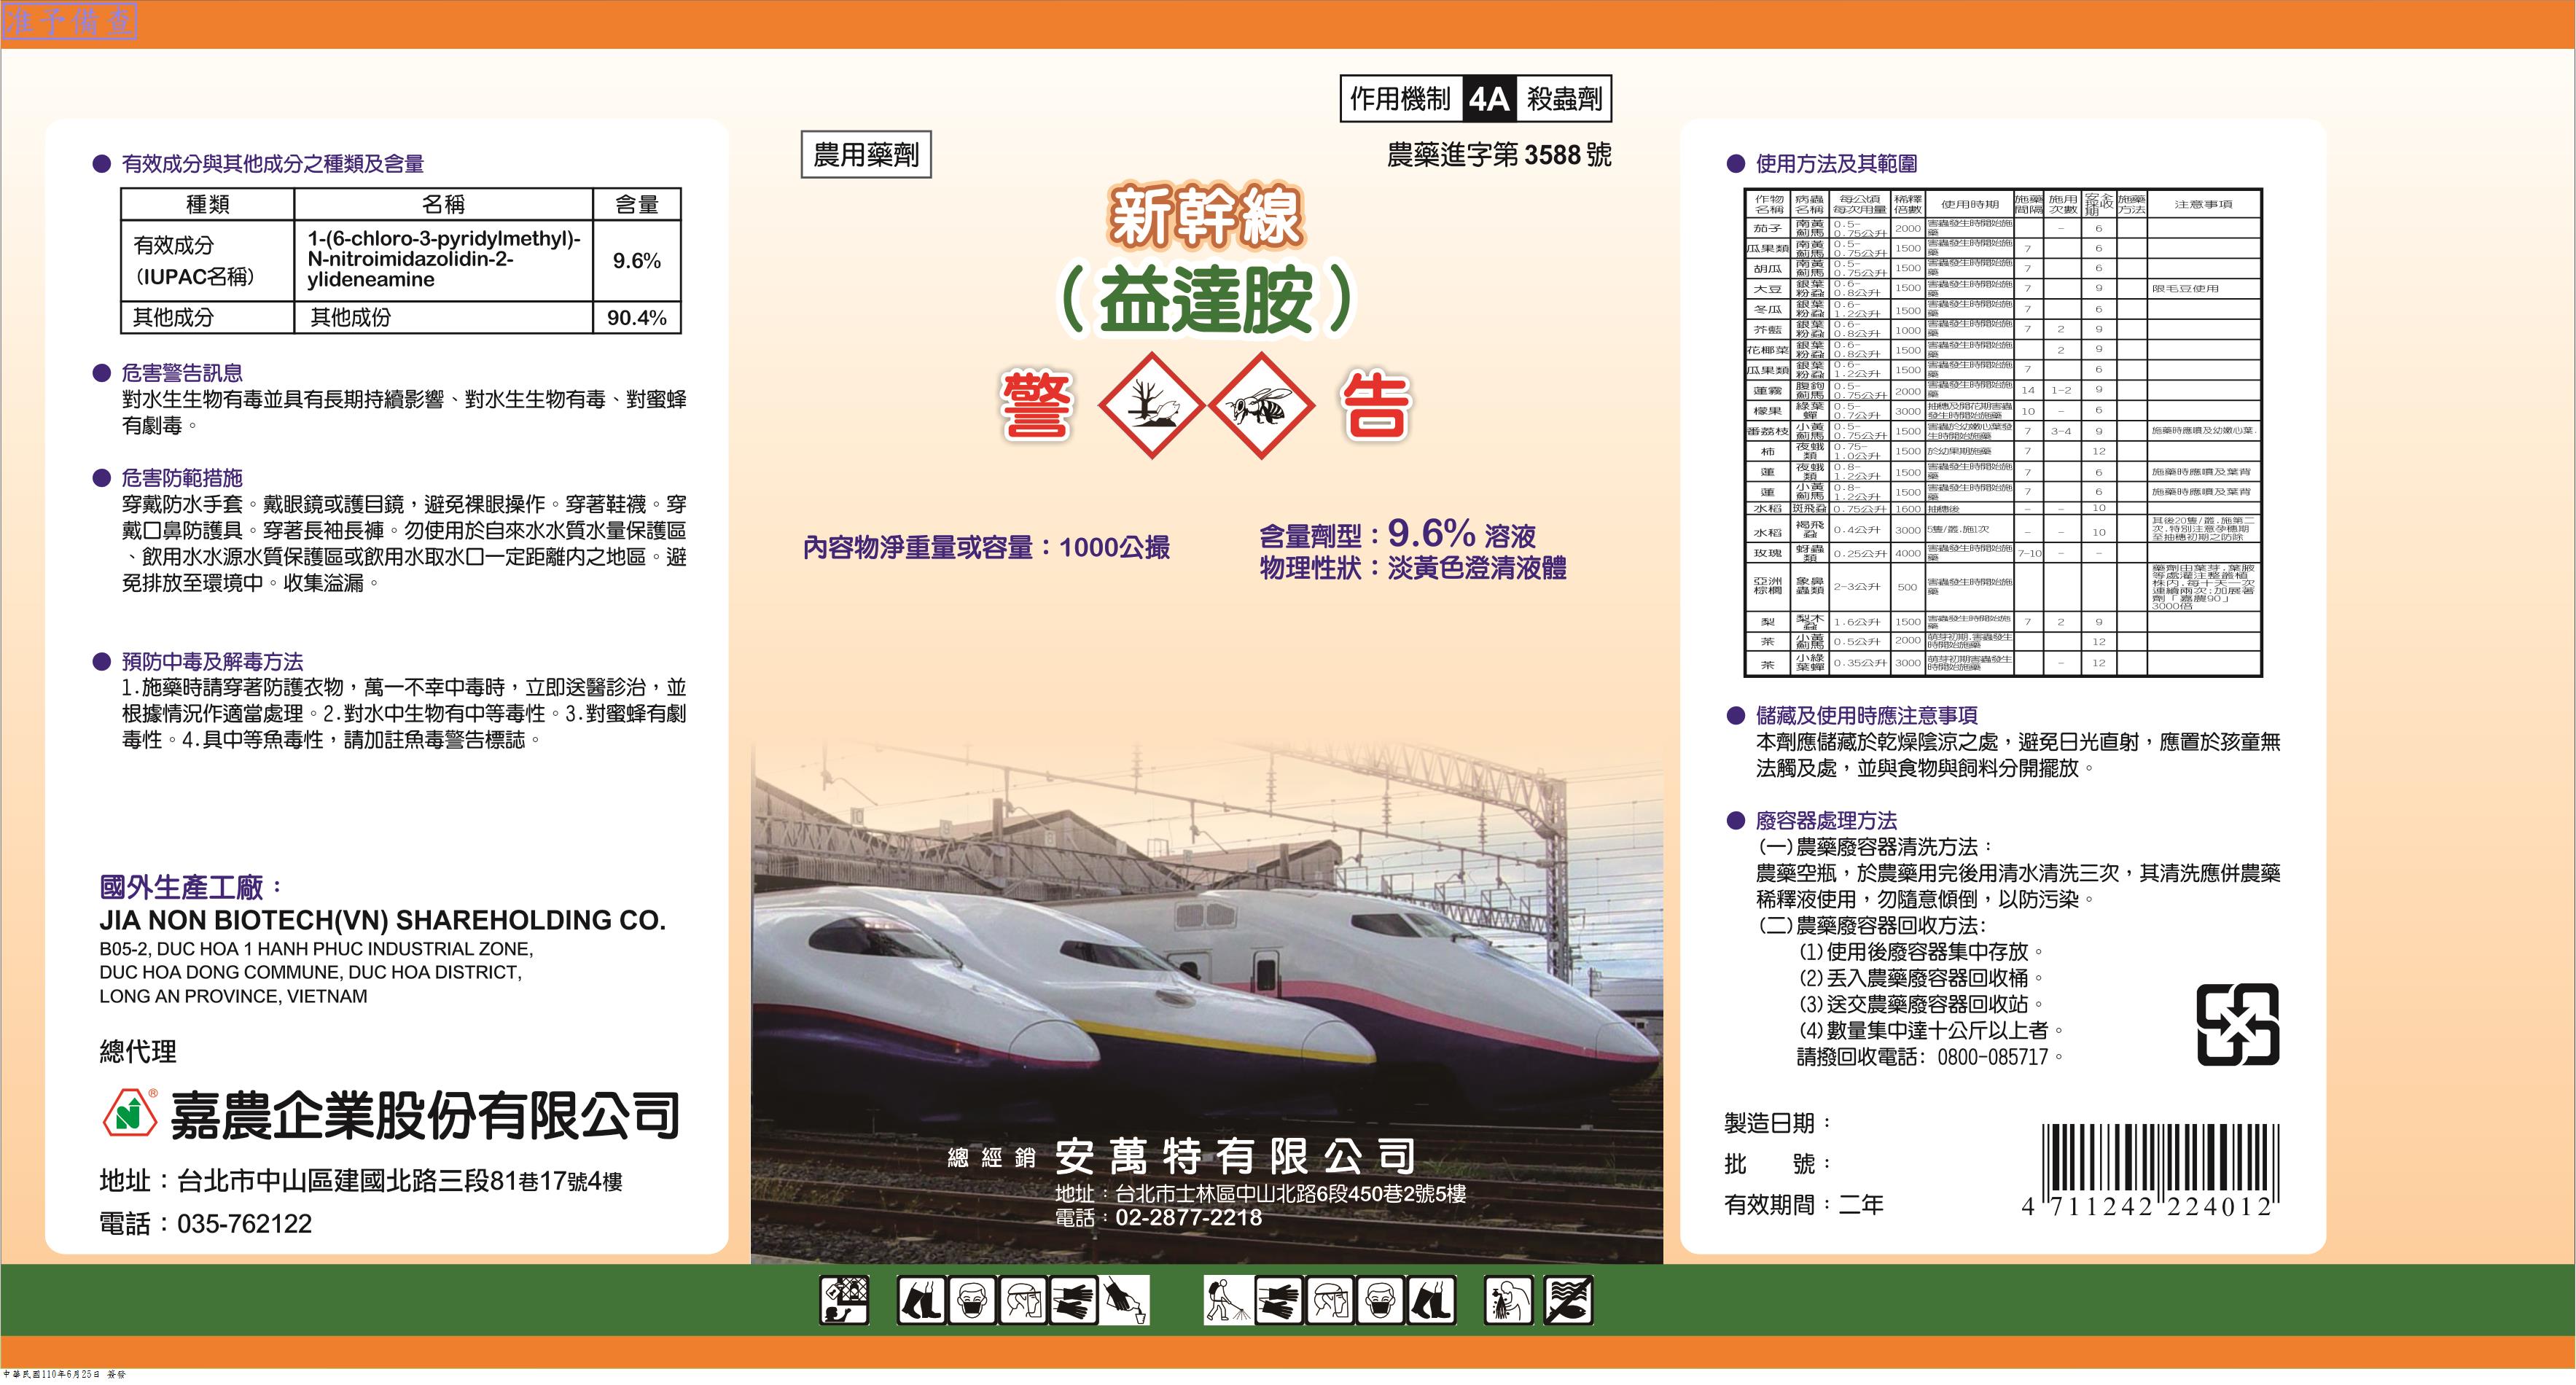 准予備查
● 有效成分與其他成分之種類及含量
種類 名稱 含量
有效成分
(IUPAC名稱)
1-(6-chloro-3-pyridylmethyl)-
N-nitroimidazolidin-2-
ylideneamine
9.6%
其他成分 其他成份 90.4%
● 危害警告訊息
對水生生物有毒並具有長期持續影響、對水生生物有毒、對蜜蜂
有劇毒。
● 危害防範措施
穿戴防水手套。戴眼鏡或護目鏡，避免裸眼操作。穿著鞋襪。穿
戴口鼻防護具。穿著長袖長褲。勿使用於自來水水質水量保護區
、飲用水水源水質保護區或飲用水取水口一定距離內之地區。避
免排放至環境中。收集溢漏。
● 預防中毒及解毒方法
1.施藥時請穿著防護衣物，萬一不幸中毒時，立即送醫診治，並
根據情況作適當處理。2.對水中生物有中等毒性。3.對蜜蜂有劇
毒性。4.具中等魚毒性，請加註魚毒警告標誌。
國外生產工廠：
JIA NON BIOTECH(VN) SHAREHOLDING CO.
B05-2, DUC HOA 1 HANH PHUC INDUSTRIAL ZONE,
DUC HOA DONG COMMUNE, DUC HOA DISTRICT,
LONG AN PROVINCE, VIETNAM
總代理
嘉農企業股份有限公司
地址：台北市中山區建國北路三段81巷17號4樓
電話：035-762122
作用機制 4A 殺蟲劑
農用藥劑
農藥進字第 3588 號
新幹線
（益達胺）
警 告
內容物淨重量或容量：1000公撮
含量劑型：9.6% 溶液
物理性狀：淡黃色澄清液體
總經銷 安萬特有限公司
地址：台北市士林區中山北路6段450巷2號5樓
電話：02-2877-2218
● 使用方法及其範圍
作物名稱 病蟲名稱 每公頃每次用量 稀釋倍數 使用時期 施藥間隔 施用次數 安全採收期 施藥方法 注意事項
茄子 南黃薊馬 0.5-0.75公升 2000 害蟲發生時開始施藥 - 6
瓜果類 南黃薊馬 0.5-0.75公升 1500 害蟲發生時開始施藥 7 6
胡瓜 南黃薊馬 0.5-0.75公升 1500 害蟲發生時開始施藥 7 6
大豆 銀葉粉蝨 0.6-0.8公升 1500 害蟲發生時開始施藥 7 9 限毛豆使用
冬瓜 銀葉粉蝨 0.6-1.2公升 1500 害蟲發生時開始施藥 7 6
芥藍 銀葉粉蝨 0.6-0.8公升 1000 害蟲發生時開始施藥 7 2 9
花椰菜 銀葉粉蝨 0.6-0.8公升 1500 害蟲發生時開始施藥 2 9
瓜果類 銀葉粉蝨 0.6-1.2公升 1500 害蟲發生時開始施藥 7 6
蓮霧 腹鉤薊馬 0.5-0.75公升 2000 害蟲發生時開始施藥 14 1-2 9
檬果 綠葉蟬 0.5-0.7公升 3000 抽穗及開花期害蟲發生時開始施藥 10 - 6
番荔枝 小黃薊馬 0.5-0.75公升 1500 害蟲於幼嫩心葉發生時開始施藥 7 3-4 9 施藥時應噴及幼嫩心葉.
柿 夜蛾類 0.75-1.0公升 1500 於幼果期施藥 7 12
蓮 夜蛾類 0.8-1.2公升 1500 害蟲發生時開始施藥 7 6 施藥時應噴及葉背
蓮 小黃薊馬 0.8-1.2公升 1500 害蟲發生時開始施藥 7 6 施藥時應噴及葉背
水稻 斑飛蝨 0.75公升 1600 抽穗後 - - 10
水稻 褐飛蝨 0.4公升 3000 5隻/叢.施1次 - - 10 其後20隻/叢.施第二次.特別注意孕穗期至抽穗初期之防除
玫瑰 蚜蟲類 0.25公升 4000 害蟲發生時開始施藥 7-10 - -
亞洲棕櫚 象鼻蟲類 2-3公升 500 害蟲發生時開始施藥 藥劑由葉芽.葉腋等處灌注整叢植株內.每十天一次連續兩次;加展著劑「嘉農90」3000倍
梨 梨木蝨 1.6公升 1500 害蟲發生時開始施藥 7 2 9
茶 小黃薊馬 0.5公升 2000 萌芽初期.害蟲發生時開始施藥 12
茶 小綠葉蟬 0.35公升 3000 萌芽初期害蟲發生時開始施藥 - 12
● 儲藏及使用時應注意事項
本劑應儲藏於乾燥陰涼之處，避免日光直射，應置於孩童無
法觸及處，並與食物與飼料分開擺放。
● 廢容器處理方法
(一)農藥廢容器清洗方法：
農藥空瓶，於農藥用完後用清水清洗三次，其清洗應併農藥
稀釋液使用，勿隨意傾倒，以防污染。
(二)農藥廢容器回收方法:
(1)使用後廢容器集中存放。
(2)丟入農藥廢容器回收桶。
(3)送交農藥廢容器回收站。
(4)數量集中達十公斤以上者。
請撥回收電話: 0800-085717。
製造日期：
批 號：
有效期間：二年
4 711242 224012
中華民國110年6月25日 簽發